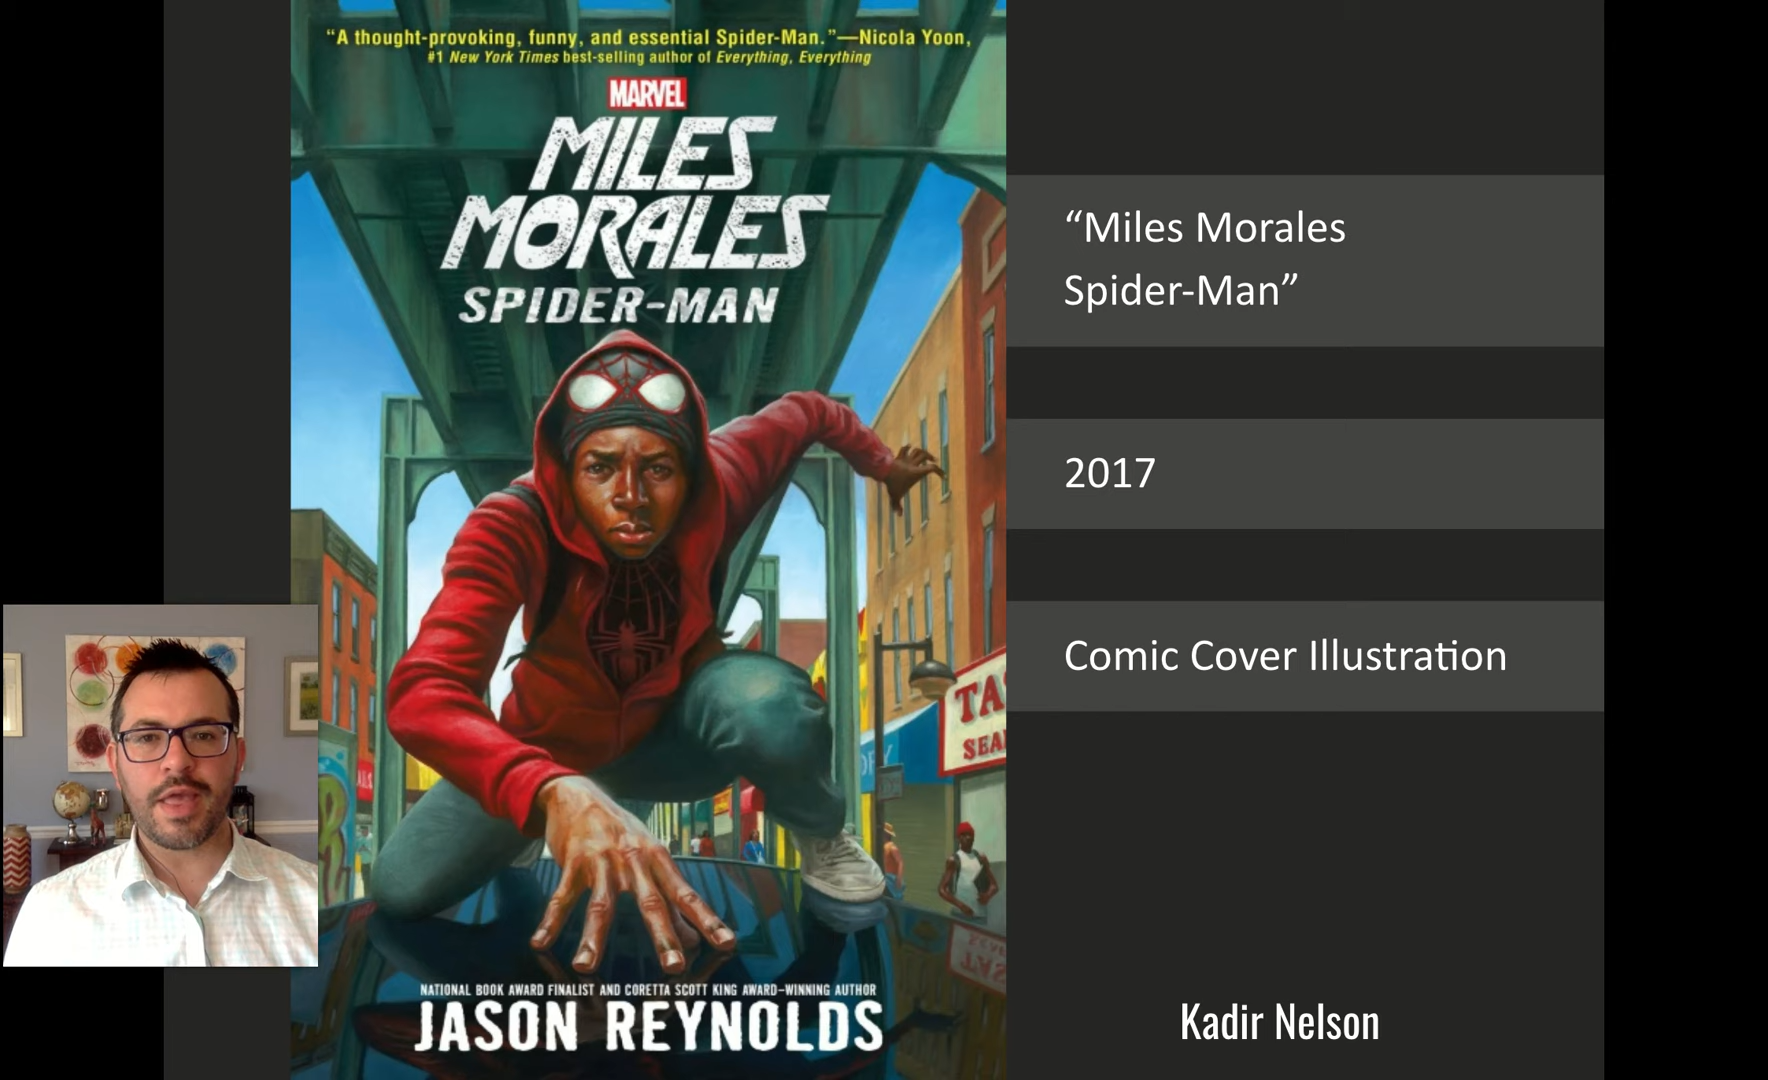 “A thought-provoking, funny, and essential Spider-Man.”—Nicola Yoon,
#1 New York Times best-selling author of Everything, Everything
MARVEL
MILES
MORALES
SPIDER-MAN
TA
SEA
NATIONAL BOOK AWARD FINALIST AND CORETTA SCOTT KING AWARD-WINNING AUTHOR
JASON REYNOLDS
“Miles Morales
Spider-Man”
2017
Comic Cover Illustration
Kadir Nelson